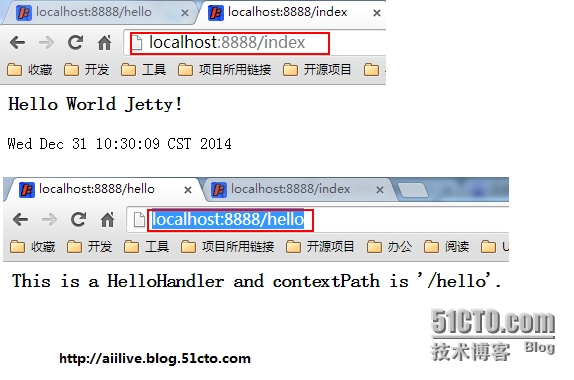 localhost:8888/hello localhost:8888/index
localhost:8888/index
收藏 开发 工具 项目所用链接 开源项目
Hello World Jetty!
Wed Dec 31 10:30:09 CST 2014
localhost:8888/hello localhost:8888/index
localhost:8888/hello
收藏 开发 工具 项目所用链接 开源项目 办公 阅读
This is a HelloHandler and contextPath is '/hello'.
51CTO.com
技术博客 Blog
http://aiilive.blog.51cto.com